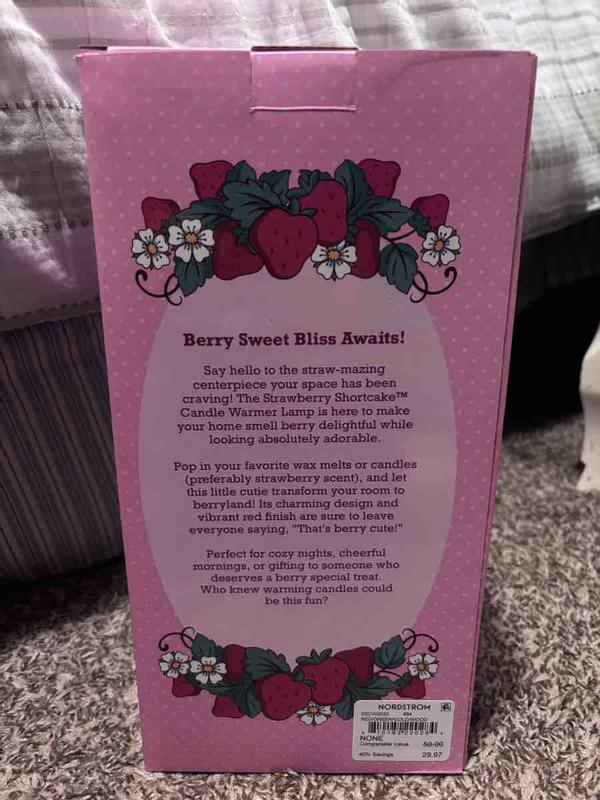 Berry Sweet Bliss Awaits!
Say hello to the straw-mazing
centerpiece your space has been
craving! The Strawberry Shortcake™
Candle Warmer Lamp is here to make
your home smell berry delightful while
looking absolutely adorable.
Pop in your favorite wax melts or candles
(preferably strawberry scent), and let
this little cutie transform your room to
berryland! Its charming design and
vibrant red finish are sure to leave
everyone saying, "That's berry cute!"
Perfect for cozy nights, cheerful
mornings, or gifting to someone who
deserves a berry special treat.
Who knew warming candles could
be this fun?
NORDSTROM
RED/GREEN/GOLD/WOOD
NONE
Comparable Value 50.00
40% Savings 29.97